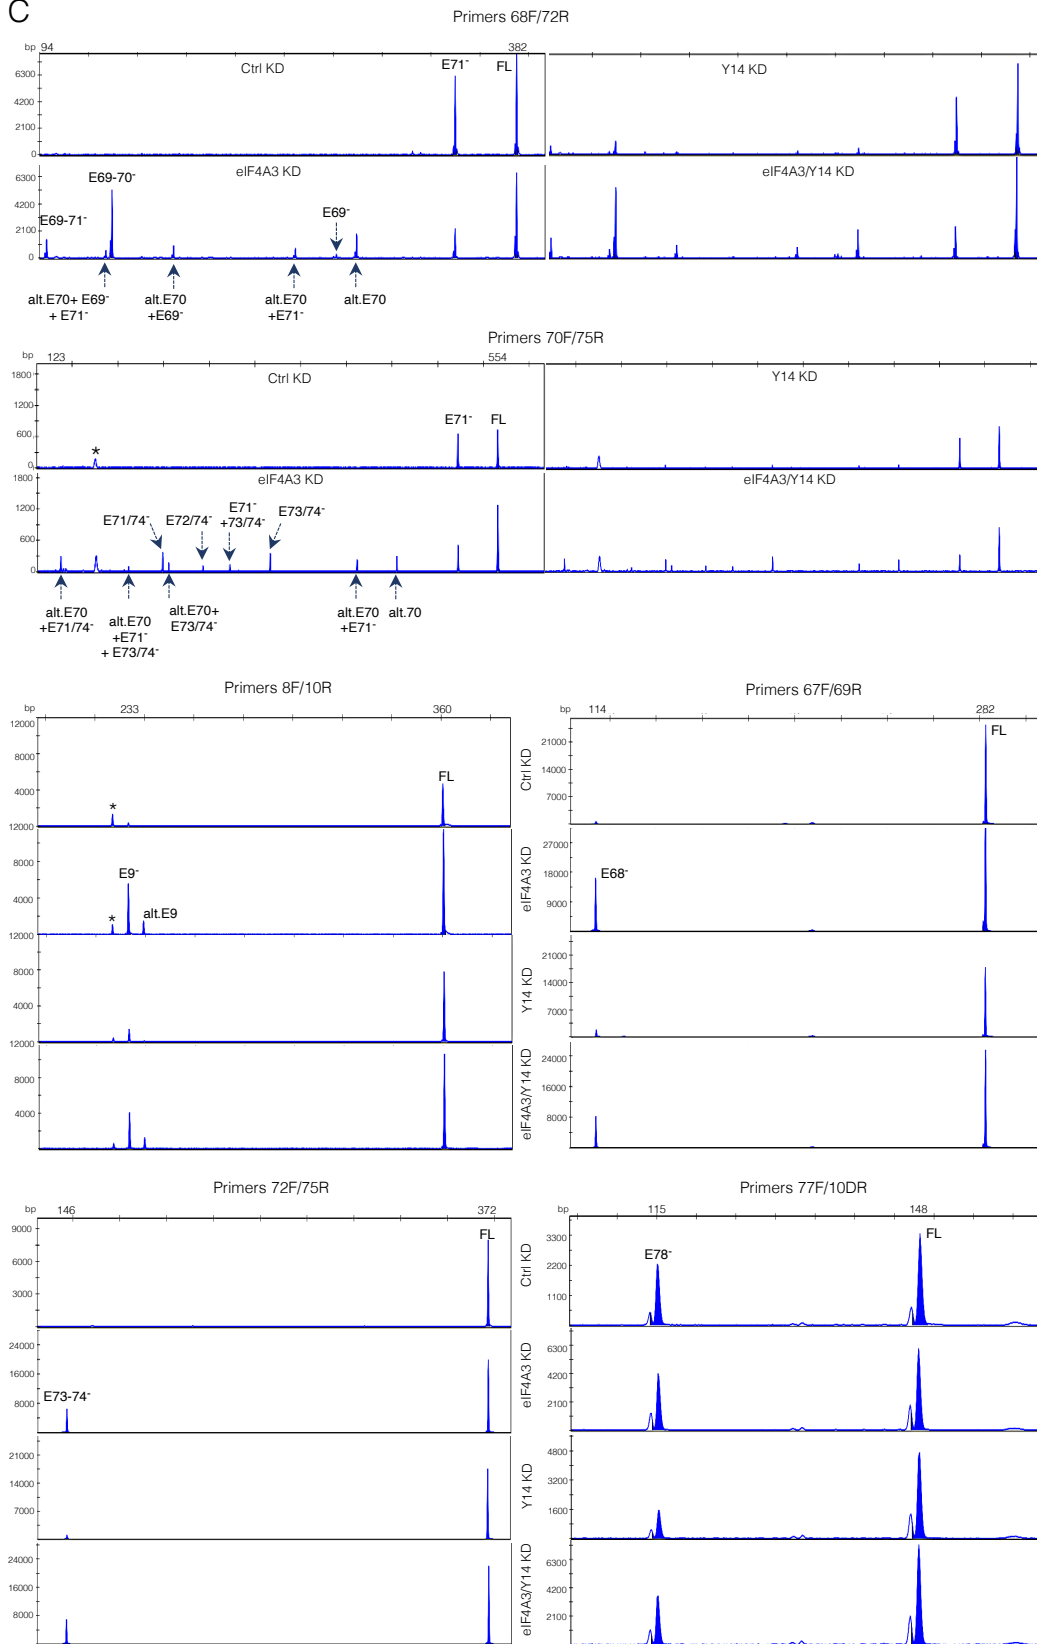 C
Primers 68F/72R
bp 94 382
Ctrl KD
E71-
FL
6300
4200
2100
0
Y14 KD
eIF4A3 KD
6300
4200
2100
0
E69-71-
E69-70-
E69-
eIF4A3/Y14 KD
alt.E70+ E69-
+ E71-
alt.E70
+E69-
alt.E70
+E71-
alt.E70
Primers 70F/75R
bp 123 554
Ctrl KD
1800
1200
600
0
*
E71-
FL
Y14 KD
eIF4A3 KD
1800
1200
600
0
E71/74-
E72/74-
E71-
+73/74-
E73/74-
eIF4A3/Y14 KD
alt.E70
+E71/74-
alt.E70
+E71-
+ E73/74-
alt.E70+
E73/74-
alt.E70
+E71-
alt.70
Primers 8F/10R
bp 233 360
12000
8000
4000
*
FL
12000
8000
4000
*
E9-
alt.E9
12000
8000
4000
12000
8000
4000
Primers 67F/69R
bp 114 282
Ctrl KD
21000
14000
7000
FL
eIF4A3 KD
27000
18000
9000
E68-
Y14 KD
21000
14000
7000
eIF4A3/Y14 KD
24000
16000
8000
Primers 72F/75R
bp 146 372
9000
6000
3000
FL
24000
16000
8000
E73-74-
21000
14000
7000
24000
16000
8000
Primers 77F/10DR
bp 115 148
Ctrl KD
3300
2200
1100
E78-
FL
eIF4A3 KD
6300
4200
2100
Y14 KD
4800
3200
1600
eIF4A3/Y14 KD
6300
4200
2100